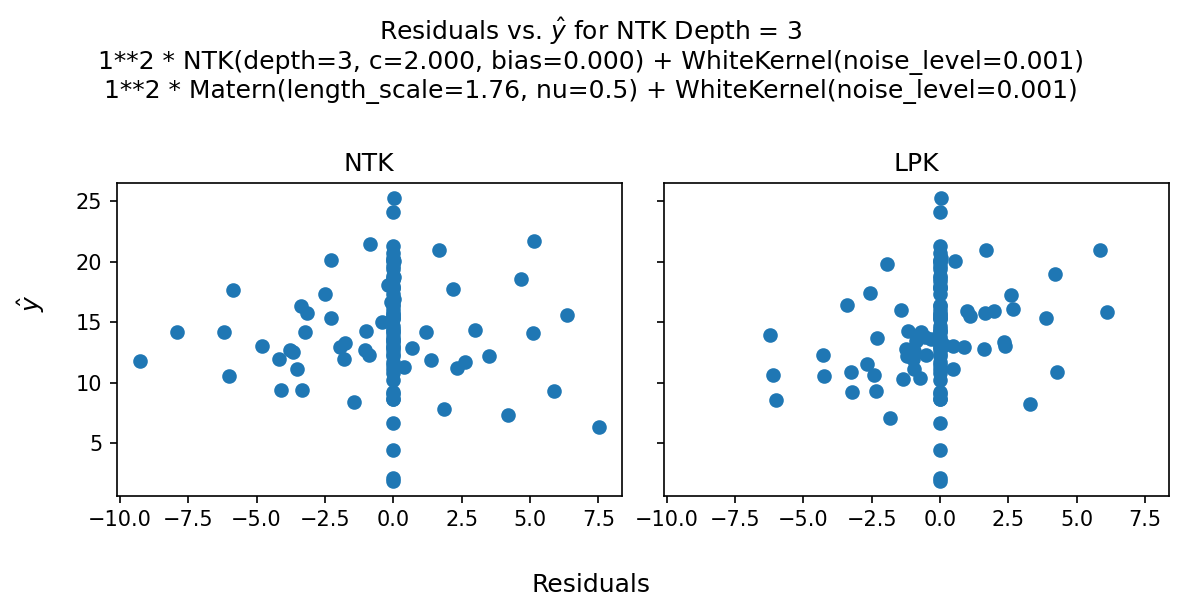 Residuals vs. ŷ for NTK Depth = 3
1**2 * NTK(depth=3, c=2.000, bias=0.000) + WhiteKernel(noise_level=0.001)
1**2 * Matern(length_scale=1.76, nu=0.5) + WhiteKernel(noise_level=0.001)
NTK
LPK
25
20
15
10
5
ŷ
−10.0 −7.5 −5.0 −2.5 0.0 2.5 5.0 7.5
−10.0 −7.5 −5.0 −2.5 0.0 2.5 5.0 7.5
Residuals